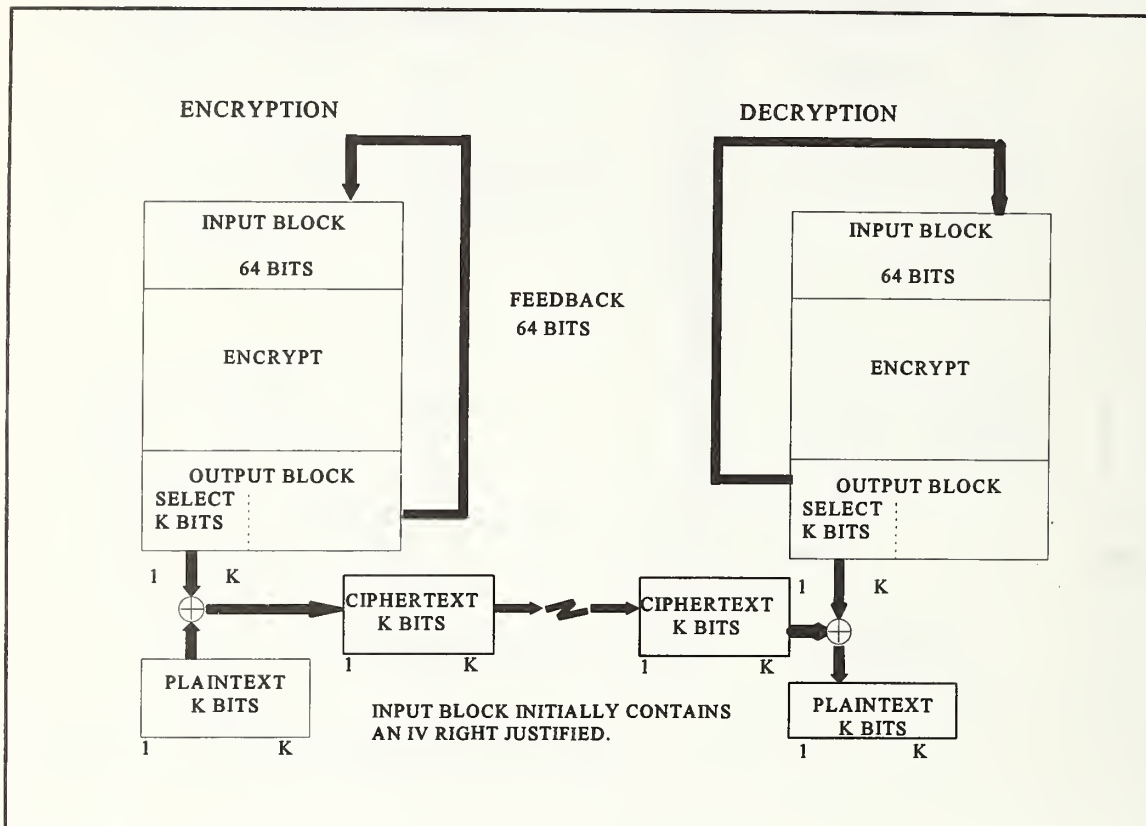 ENCRYPTION
INPUT BLOCK
64 BITS
ENCRYPT
OUTPUT BLOCK
SELECT
K BITS
1 K
FEEDBACK
64 BITS
PLAINTEXT
K BITS
1 K
CIPHERTEXT
K BITS
1 K
DECRYPTION
INPUT BLOCK
64 BITS
ENCRYPT
OUTPUT BLOCK
SELECT
K BITS
1 K
CIPHERTEXT
K BITS
1 K
PLAINTEXT
K BITS
1 K
INPUT BLOCK INITIALLY CONTAINS
AN IV RIGHT JUSTIFIED.